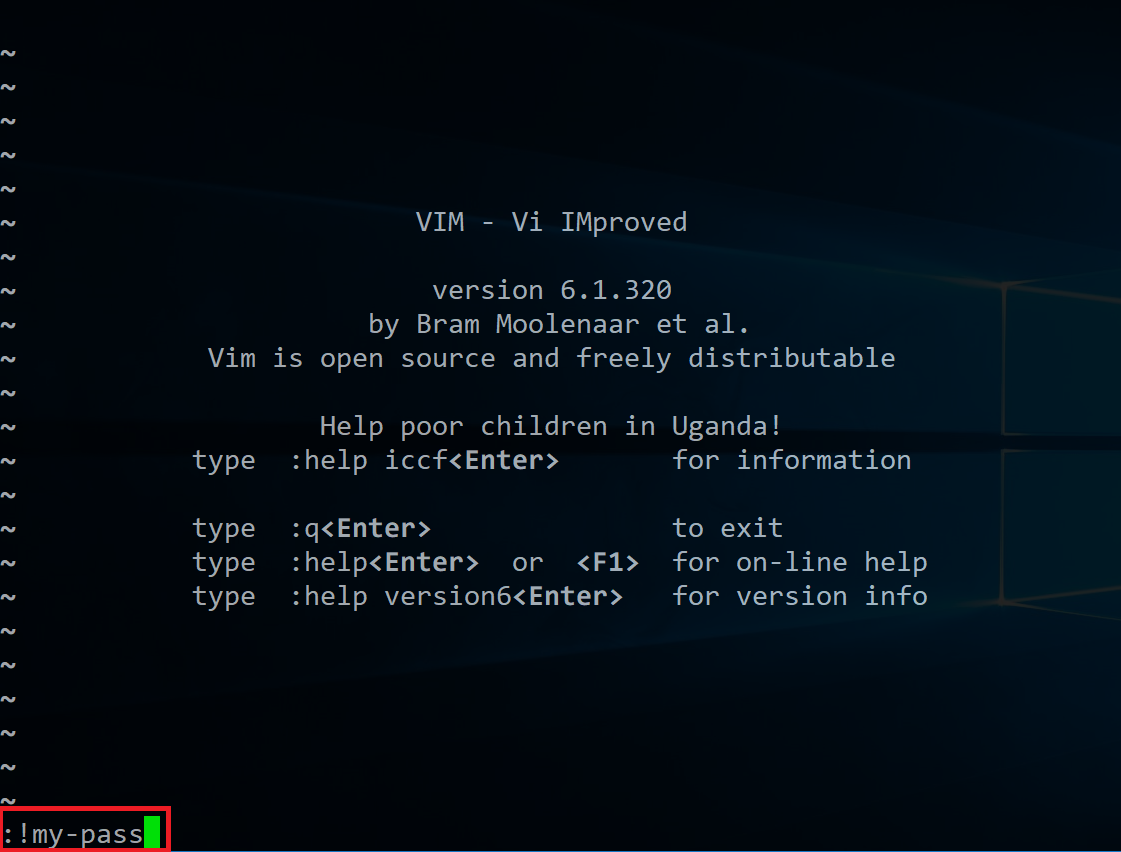 ~
~
~
~
~
~ VIM - Vi IMproved
~
~ version 6.1.320
~ by Bram Moolenaar et al.
~ Vim is open source and freely distributable
~
~ Help poor children in Uganda!
~ type :help iccf<Enter> for information
~
~ type :q<Enter> to exit
~ type :help<Enter> or <F1> for on-line help
~ type :help version6<Enter> for version info
~
~
~
~
~
~
:!my-pass